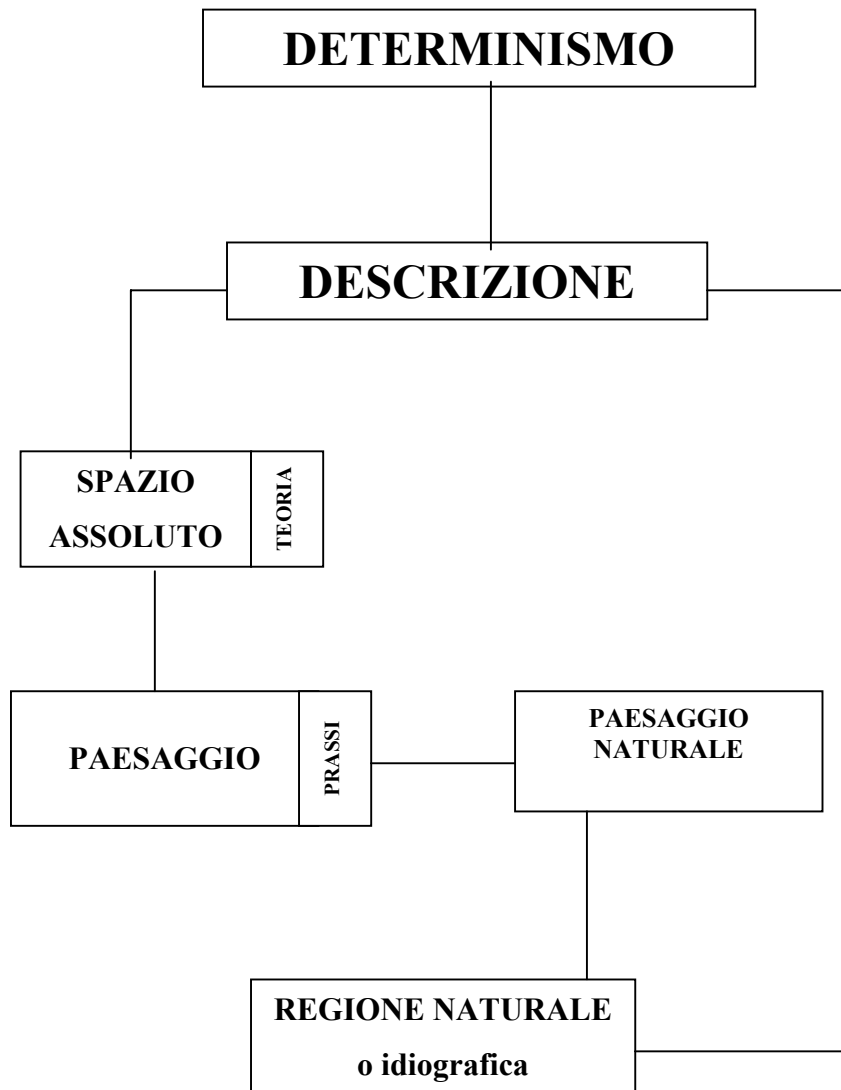 DETERMINISMO
DESCRIZIONE
SPAZIO
ASSOLUTO
TEORIA
PAESAGGIO
PRASSI
PAESAGGIO
NATURALE
REGIONE NATURALE
o idiografica